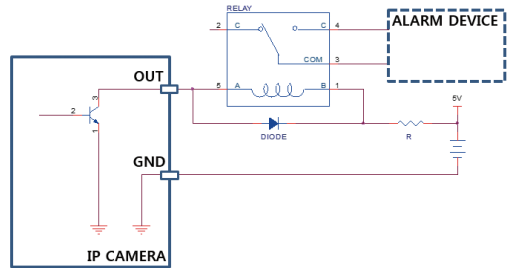 RELAY
2 C C 4
ALARM DEVICE
COM 3
OUT
5 A B 1
3
2
1
DIODE
R
5V
GND
IP CAMERA